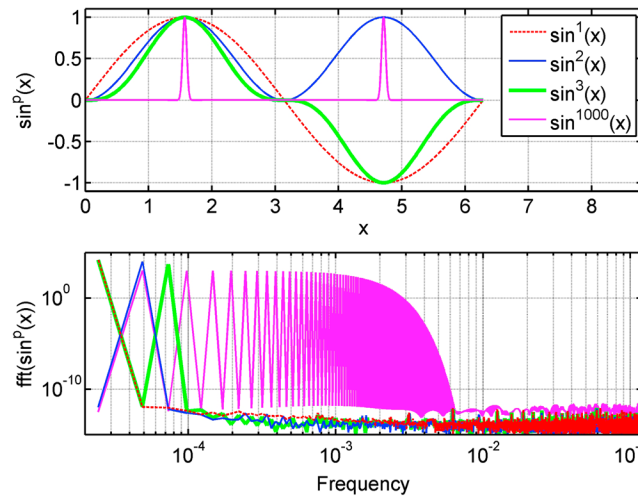 1
0.5
0
-0.5
-1
sin^p(x)
0 1 2 3 4 5 6 7 8
x
sin^1(x)
sin^2(x)
sin^3(x)
sin^1000(x)
10^0
10^-10
fft(sin^p(x))
10^-4 10^-3 10^-2 10^-1
Frequency